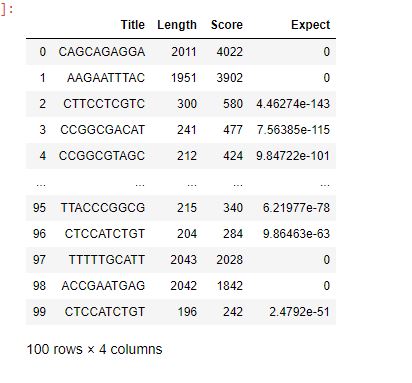 ]:
Title Length Score Expect
0 CAGCAGAGGA 2011 4022 0
1 AAGAATTTAC 1951 3902 0
2 CTTCCTCGTC 300 580 4.46274e-143
3 CCGGCGACAT 241 477 7.56385e-115
4 CCGGCGTAGC 212 424 9.84722e-101
... ... ... ... ...
95 TTACCCGGCG 215 340 6.21977e-78
96 CTCCATCTGT 204 284 9.86463e-63
97 TTTTTGCATT 2043 2028 0
98 ACCGAATGAG 2042 1842 0
99 CTCCATCTGT 196 242 2.4792e-51
100 rows × 4 columns